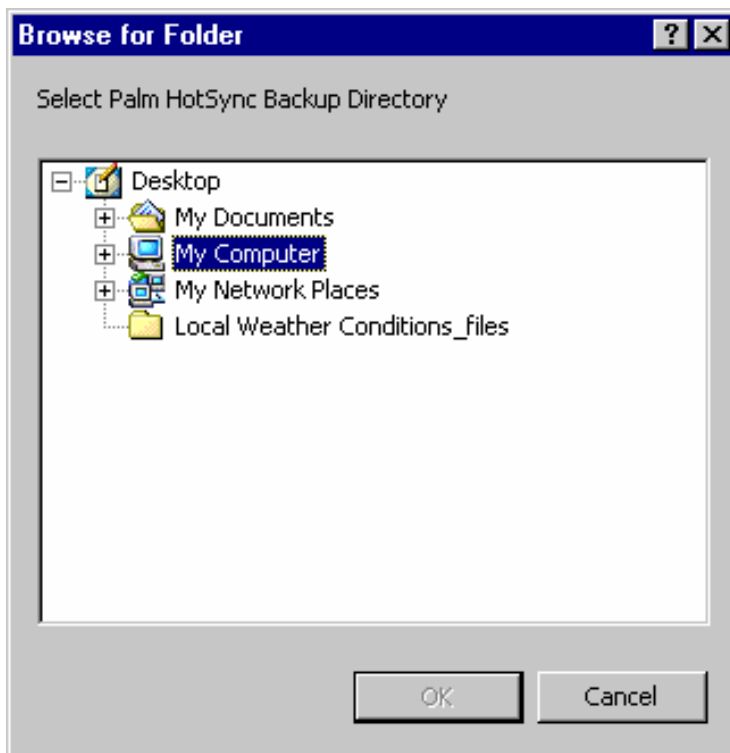 Browse for Folder
Select Palm HotSync Backup Directory
Desktop
My Documents
My Computer
My Network Places
Local Weather Conditions_files
OK Cancel